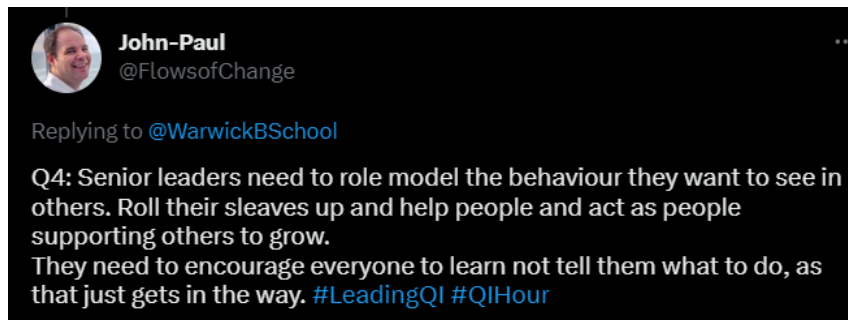 John-Paul
@FlowsofChange
Replying to @WarwickBSchool
Q4: Senior leaders need to role model the behaviour they want to see in
others. Roll their sleaves up and help people and act as people
supporting others to grow.
They need to encourage everyone to learn not tell them what to do, as
that just gets in the way. #LeadingQI #QIHour